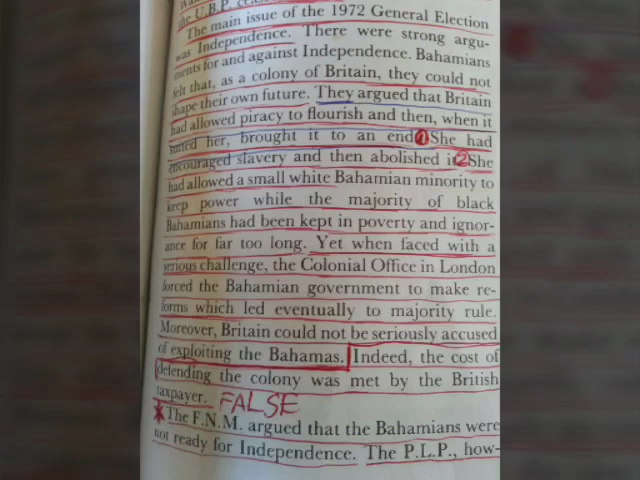 the U.B.P.
The main issue of the 1972 General Election
was Independence. There were strong argu-
ments for and against Independence. Bahamians
felt that, as a colony of Britain, they could not
shape their own future. They argued that Britain
had allowed piracy to flourish and then, when it
suited her, brought it to an end 1 She had
encouraged slavery and then abolished it 2 She
had allowed a small white Bahamian minority to
keep power while the majority of black
Bahamians had been kept in poverty and ignor-
ance for far too long. Yet when faced with a
serious challenge, the Colonial Office in London
forced the Bahamian government to make re-
forms which led eventually to majority rule.
Moreover, Britain could not be seriously accused
of exploiting the Bahamas. Indeed, the cost of
defending the colony was met by the British
taxpayer. FALSE
The F.N.M. argued that the Bahamians were
not ready for Independence. The P.L.P., how-